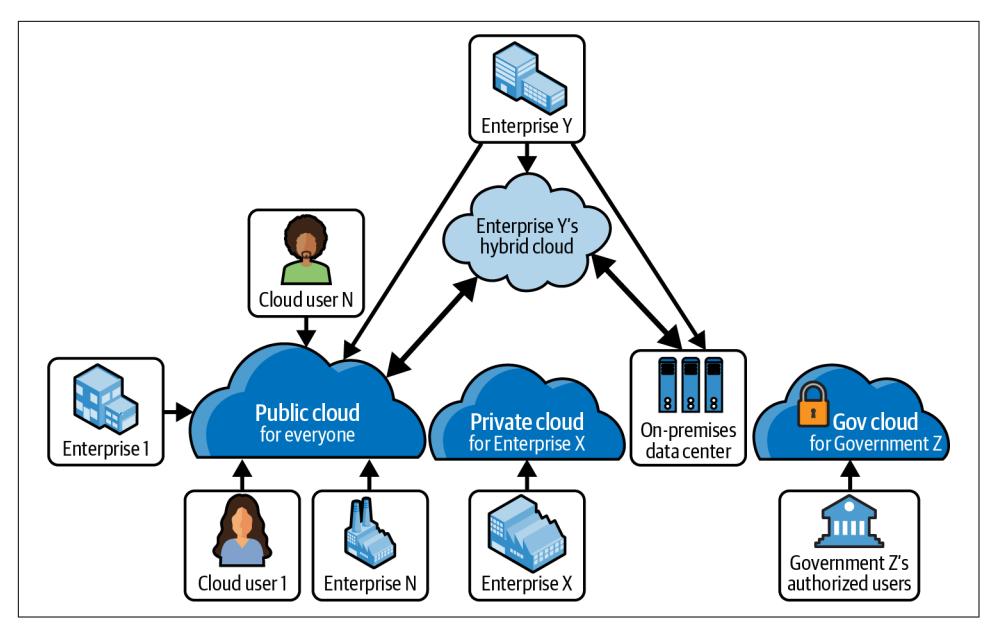 Enterprise Y
Enterprise Y's
hybrid cloud
Cloud user N
Enterprise 1
Public cloud
for everyone
Private cloud
for Enterprise X
On-premises
data center
Gov cloud
for Government Z
Cloud user 1
Enterprise N
Enterprise X
Government Z's
authorized users